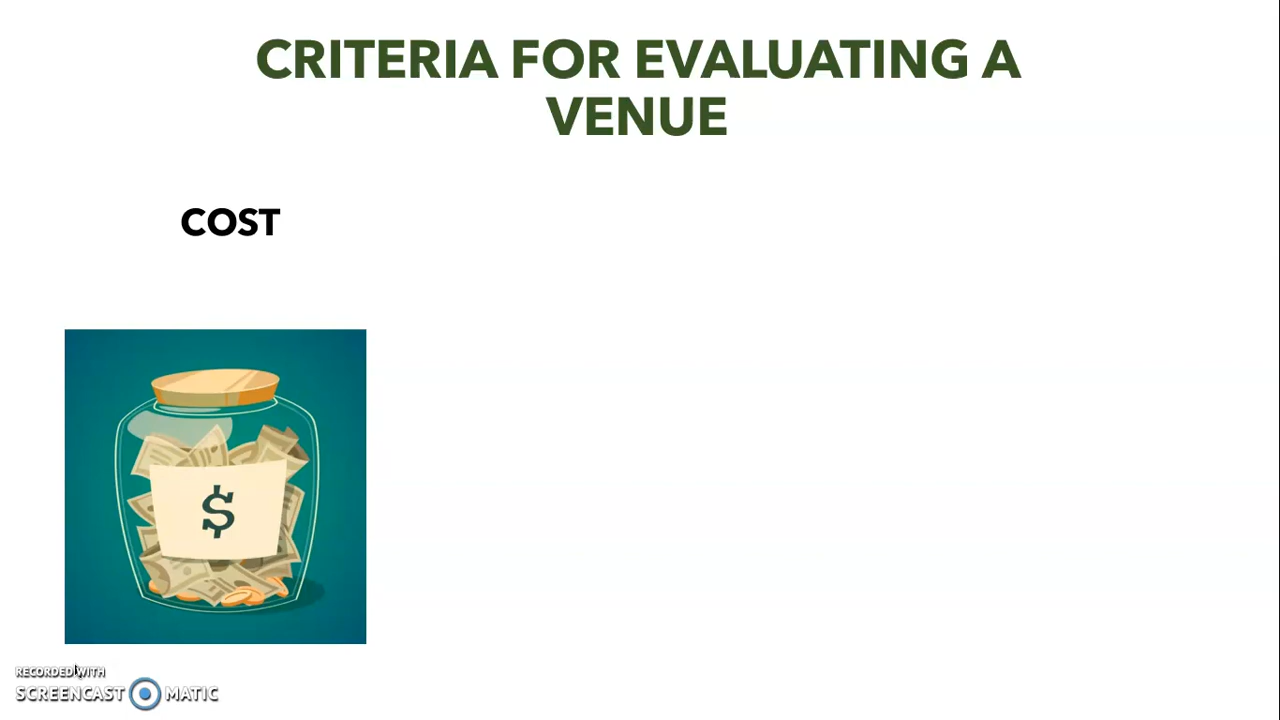 CRITERIA FOR EVALUATING A
VENUE
COST
$
RECORDED WITH
SCREENCAST MATIC